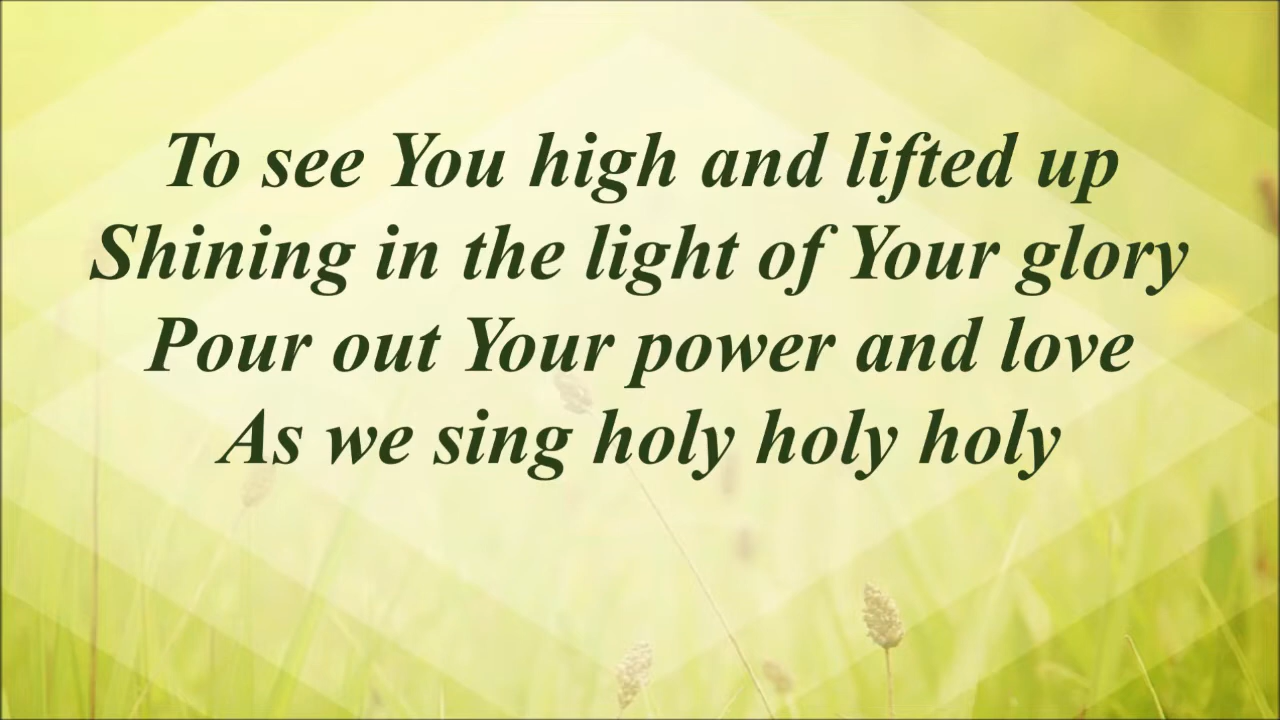 To see You high and lifted up
Shining in the light of Your glory
Pour out Your power and love
As we sing holy holy holy